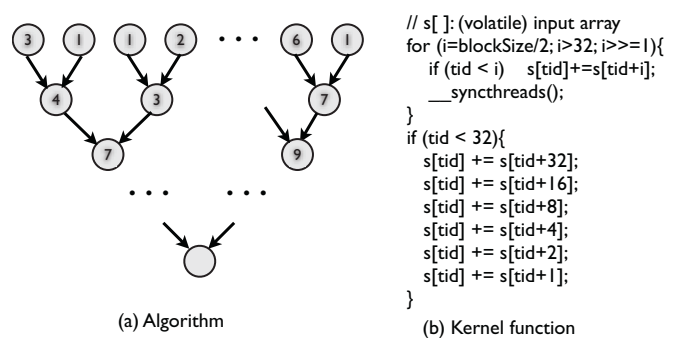 3 1 1 2 • • • 6 1
4 3 7
7 9
• • • • • •
(a) Algorithm
// s[ ]: (volatile) input array
for (i=blockSize/2; i>32; i>>=1){
if (tid < i) s[tid]+=s[tid+i];
__syncthreads();
}
if (tid < 32){
s[tid] += s[tid+32];
s[tid] += s[tid+16];
s[tid] += s[tid+8];
s[tid] += s[tid+4];
s[tid] += s[tid+2];
s[tid] += s[tid+1];
}
(b) Kernel function